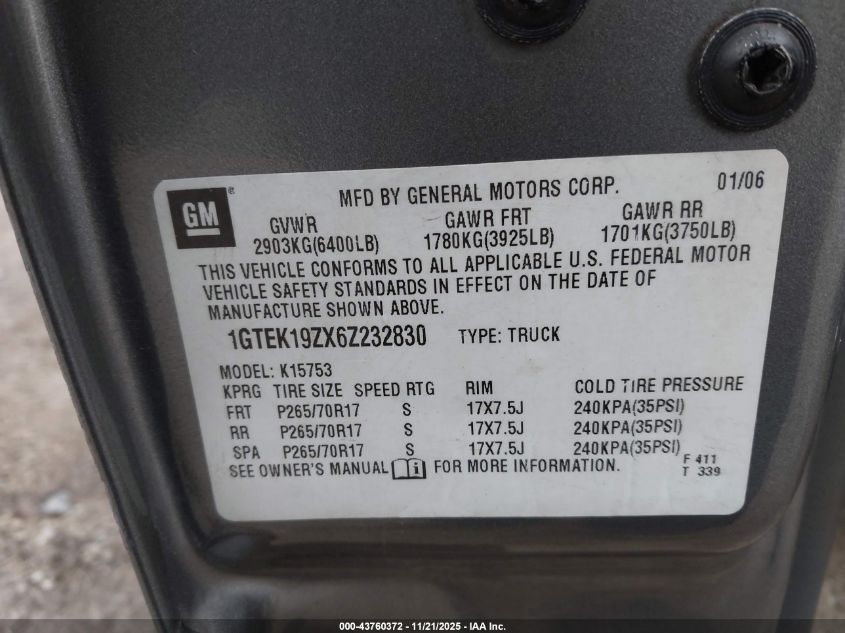 GM ® MFD BY GENERAL MOTORS CORP. 01/06
GVWR GAWR FRT GAWR RR
2903KG(6400LB) 1780KG(3925LB) 1701KG(3750LB)
THIS VEHICLE CONFORMS TO ALL APPLICABLE U.S. FEDERAL MOTOR
VEHICLE SAFETY STANDARDS IN EFFECT ON THE DATE OF
MANUFACTURE SHOWN ABOVE.
1GTEK19ZX6Z232830 TYPE: TRUCK
MODEL: K15753
KPRG TIRE SIZE SPEED RTG RIM COLD TIRE PRESSURE
FRT P265/70R17 S 17X7.5J 240KPA(35PSI)
RR P265/70R17 S 17X7.5J 240KPA(35PSI)
SPA P265/70R17 S 17X7.5J 240KPA(35PSI)
SEE OWNER'S MANUAL i FOR MORE INFORMATION.
F 411
T 339
000-43760372 - 11/21/2025 - IAA Inc.